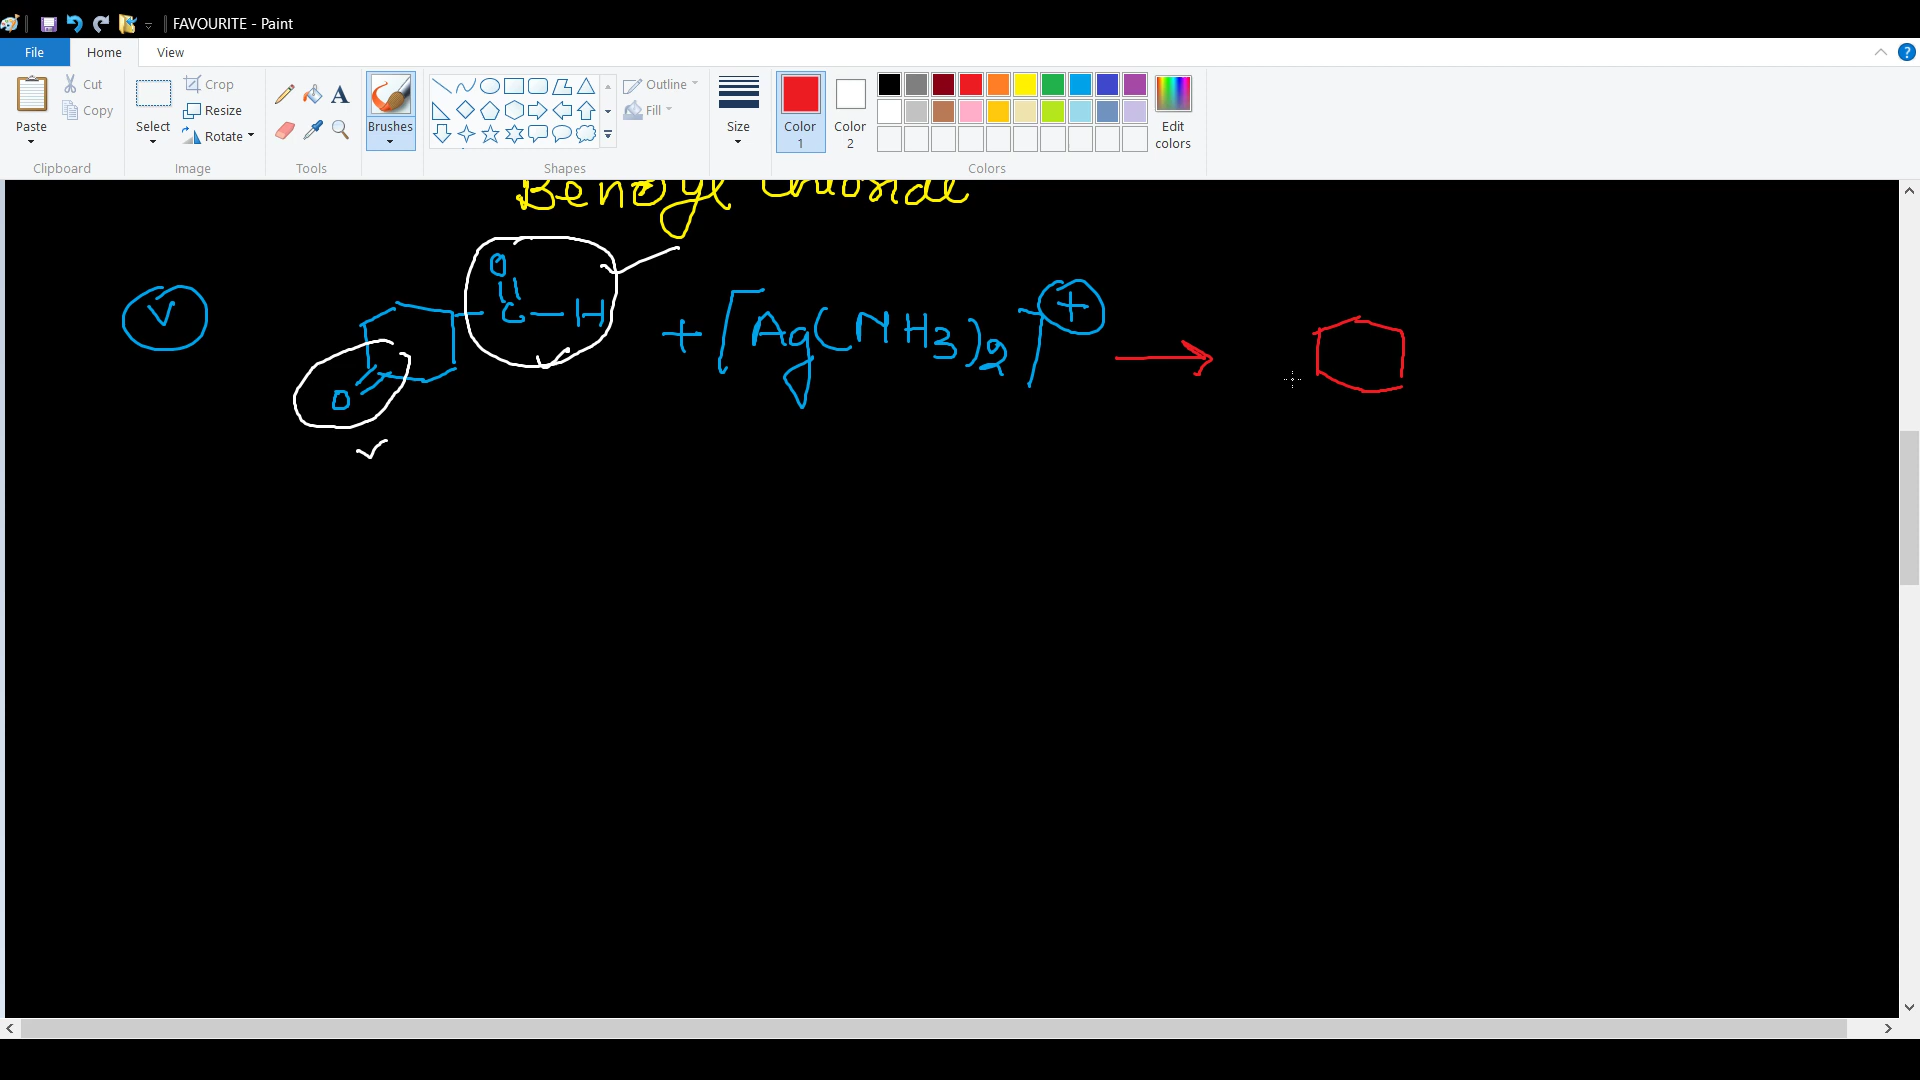 FAVOURITE - Paint
File Home View
Cut Crop Outline
Copy Resize Fill
Paste Select Rotate Brushes Size Color 1 Color 2 Edit colors
Clipboard Image Tools Shapes Colors
Benzoyl Chloride
O
V C - H + [Ag(NH3)2]+
O